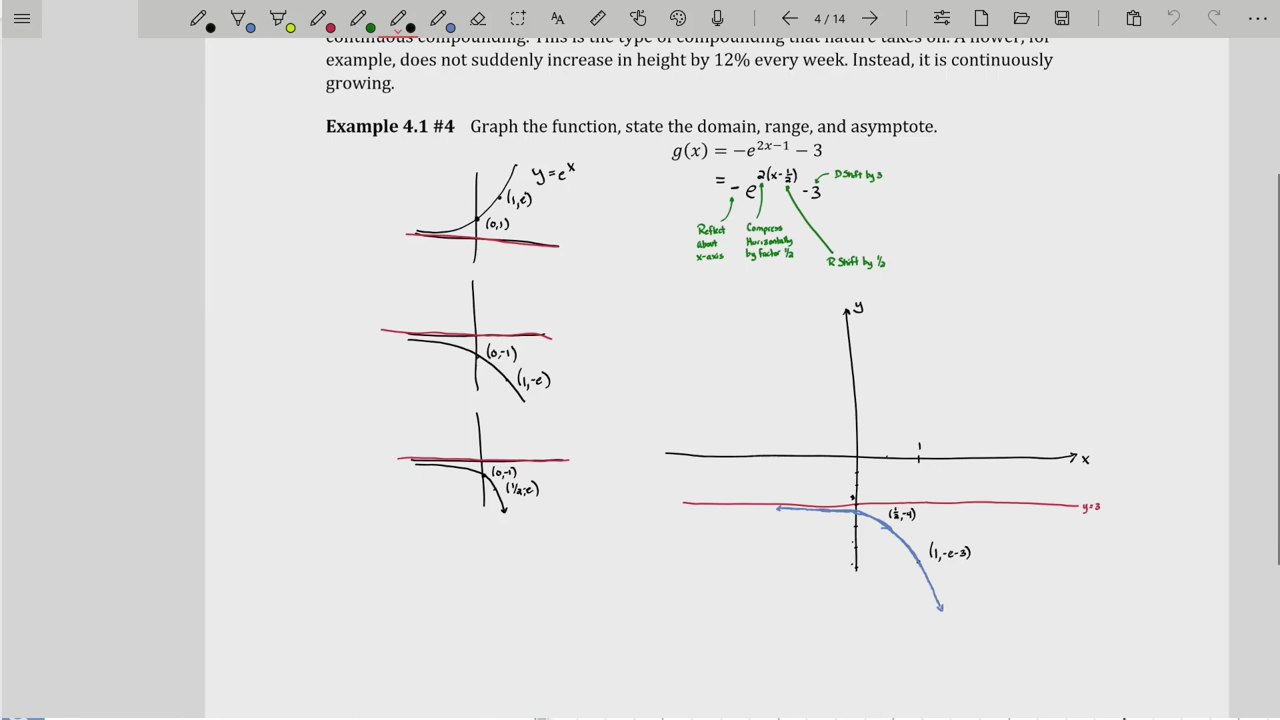 4 / 14
continuous compounding. This is the type of compounding that nature takes on. A flower, for
example, does not suddenly increase in height by 12% every week. Instead, it is continuously
growing.
Example 4.1 #4 Graph the function, state the domain, range, and asymptote.
g(x) = −e^{2x−1} − 3
= - e^{2(x-½)} - 3
D Shift by 3
Reflect
about
x-axis
Compress
Horizontally
by factor 1/2
R Shift by 1/2
y = e^x
(1,e)
(0,1)
(0,-1)
(1,-e)
(0,-1)
(1/2,-e)
y
1
x
y=3
(½,-4)
(1,-e-3)